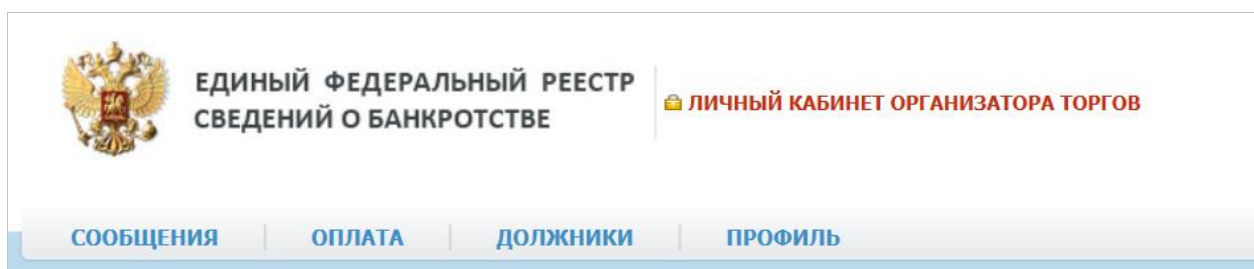 ЕДИНЫЙ ФЕДЕРАЛЬНЫЙ РЕЕСТР
СВЕДЕНИЙ О БАНКРОТСТВЕ
ЛИЧНЫЙ КАБИНЕТ ОРГАНИЗАТОРА ТОРГОВ
СООБЩЕНИЯ ОПЛАТА ДОЛЖНИКИ ПРОФИЛЬ